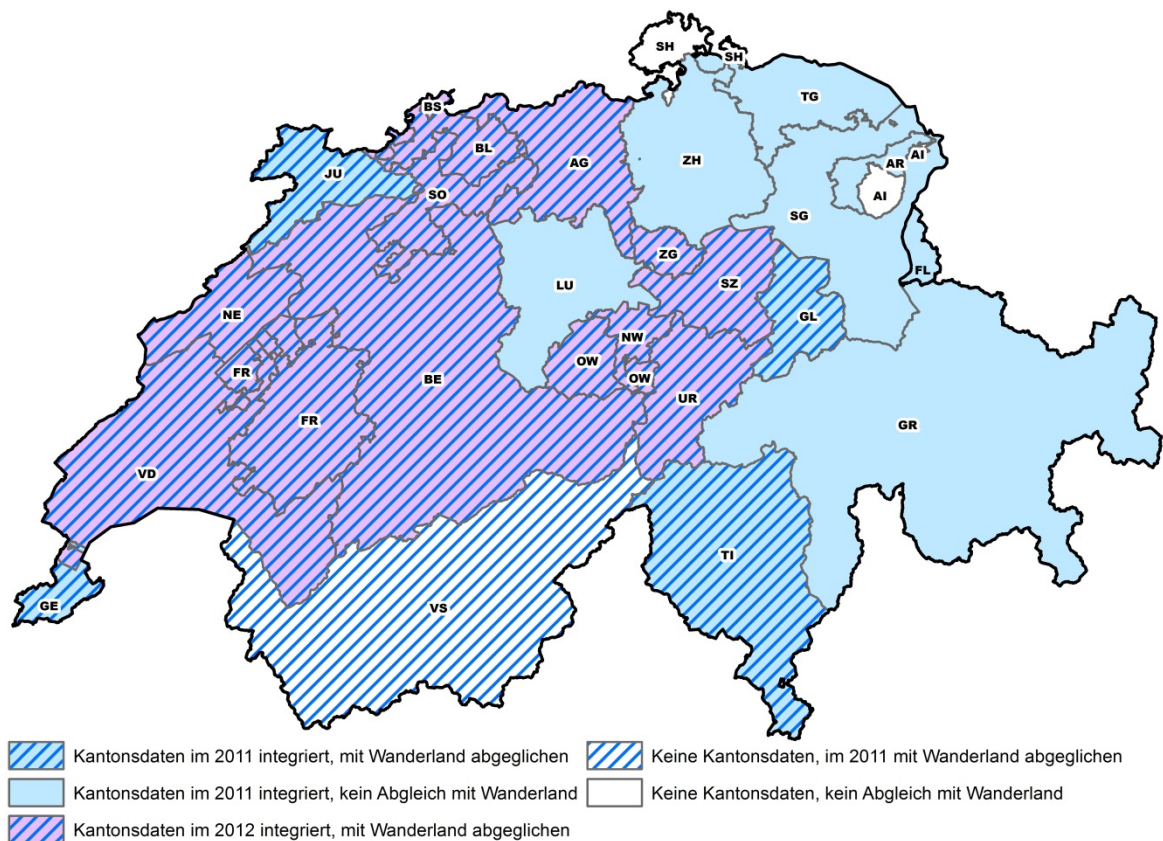 SH
SH
TG
BS
BL
AG
ZH
AR
AI
AI
JU
SO
SG
ZG
SZ
FL
LU
NE
GL
NW
OW
OW
FR
BE
UR
FR
GR
VD
TI
GE
VS
Kantonsdaten im 2011 integriert, mit Wanderland abgeglichen
Keine Kantonsdaten, im 2011 mit Wanderland abgeglichen
Kantonsdaten im 2011 integriert, kein Abgleich mit Wanderland
Keine Kantonsdaten, kein Abgleich mit Wanderland
Kantonsdaten im 2012 integriert, mit Wanderland abgeglichen